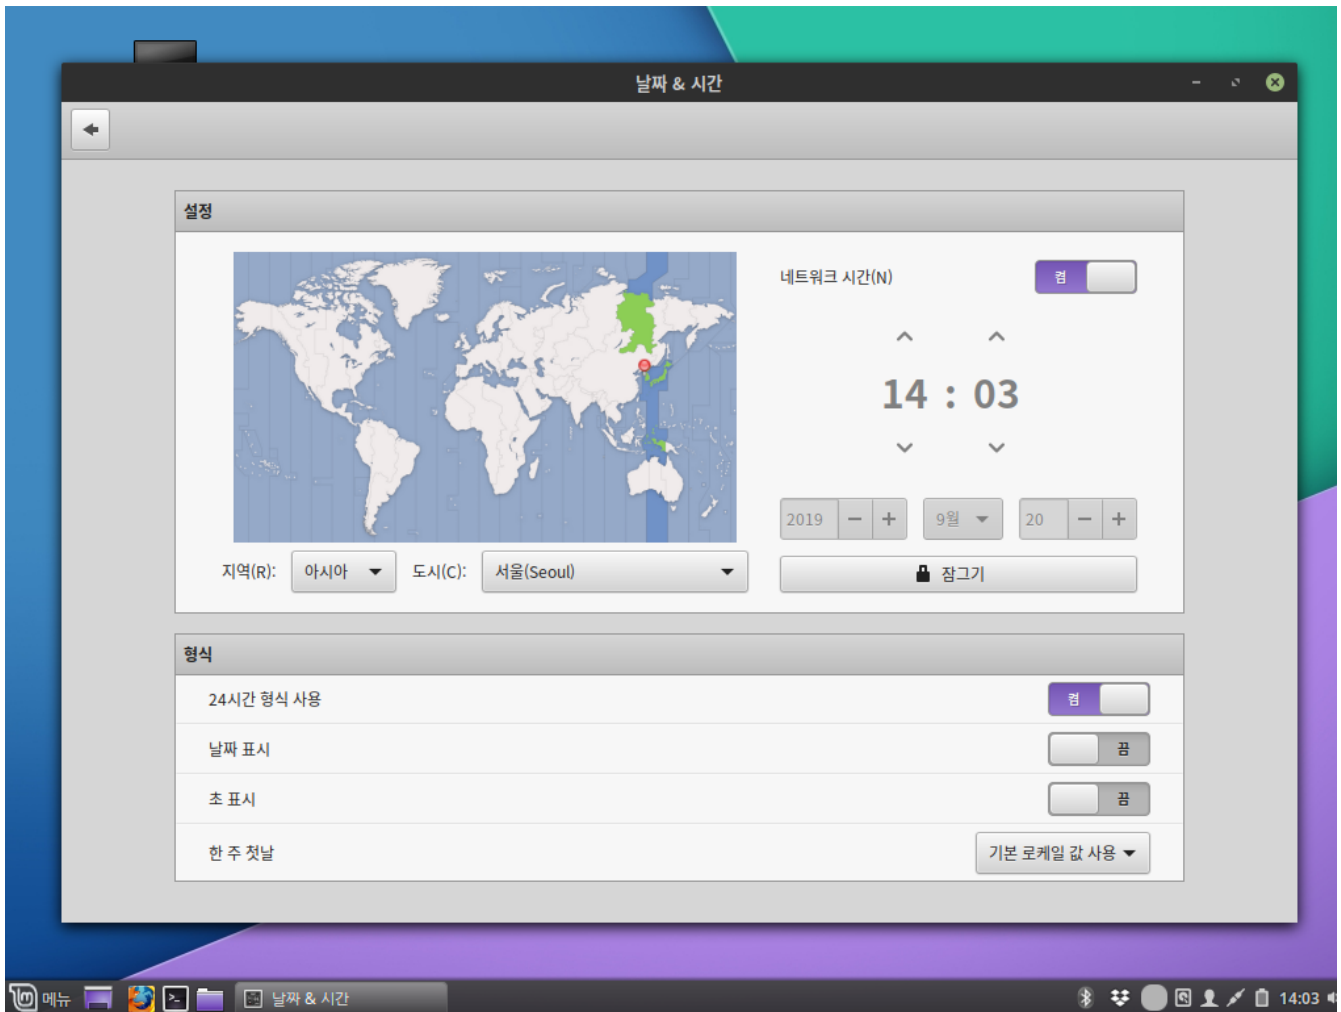 날짜 & 시간
설정
네트워크 시간(N)
켬
14 : 03
2019
9월
20
지역(R):
아시아
도시(C):
서울(Seoul)
잠그기
형식
24시간 형식 사용
켬
날짜 표시
끔
초 표시
끔
한 주 첫날
기본 로케일 값 사용
메뉴
날짜 & 시간
14:03